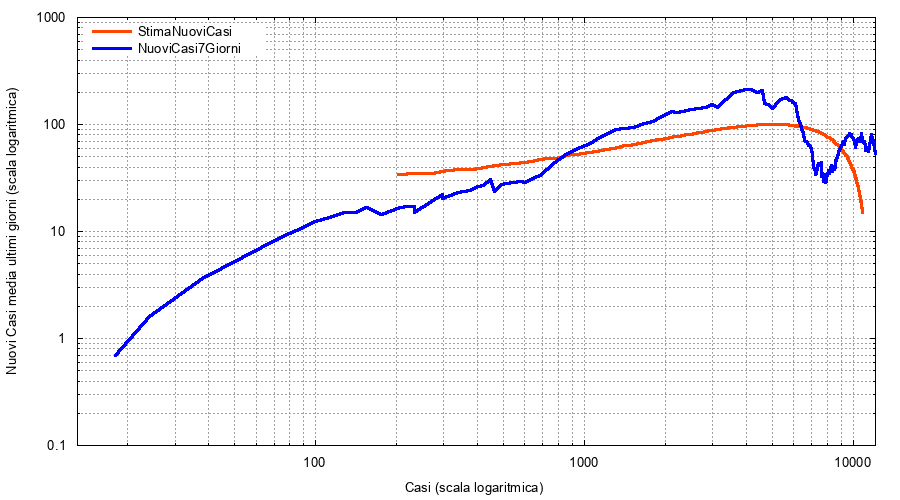 1000
StimaNuoviCasi
NuoviCasi7Giorni
100
10
1
0.1
100
1000
10000
Nuovi Casi media ultimi giorni (scala logaritmica)
Casi (scala logaritmica)